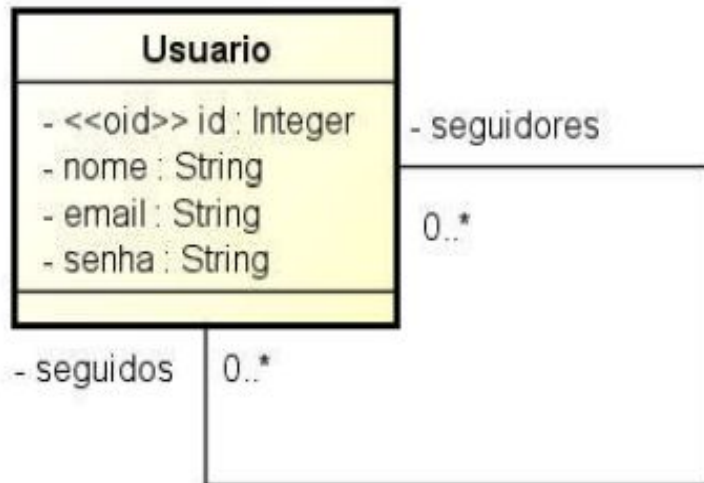 Usuario
- <<oid>> id : Integer
- nome : String
- email : String
- senha : String
- seguidores
0..*
- seguidos
0..*